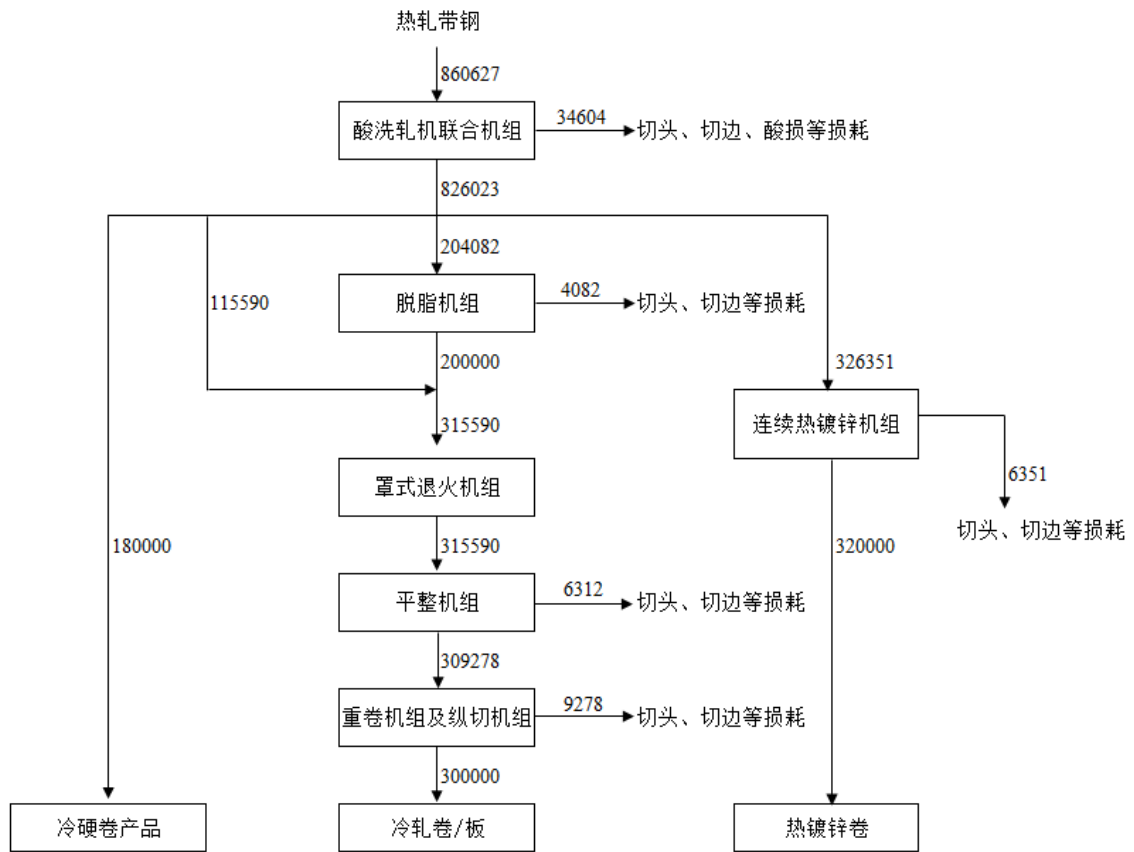 热轧带钢
860627
酸洗轧机联合机组
34604
切头、切边、酸损等损耗
826023
204082
115590
脱脂机组
4082
切头、切边等损耗
200000
326351
315590
连续热镀锌机组
6351
切头、切边等损耗
罩式退火机组
180000
315590
320000
平整机组
6312
切头、切边等损耗
309278
重卷机组及纵切机组
9278
切头、切边等损耗
300000
冷硬卷产品
冷轧卷/板
热镀锌卷